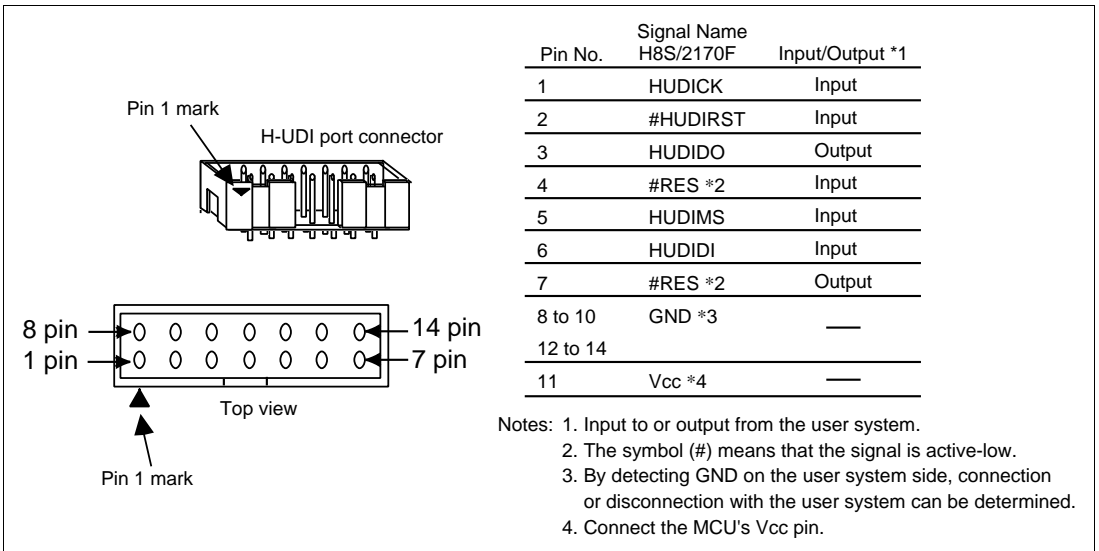 Pin 1 mark
H-UDI port connector
8 pin
14 pin
1 pin
7 pin
Top view
Pin 1 mark
Signal Name
Pin No. H8S/2170F Input/Output *1
1 HUDICK Input
2 #HUDIRST Input
3 HUDIDO Output
4 #RES *2 Input
5 HUDIMS Input
6 HUDIDI Input
7 #RES *2 Output
8 to 10 GND *3 —
12 to 14
11 Vcc *4 —
Notes: 1. Input to or output from the user system.
2. The symbol (#) means that the signal is active-low.
3. By detecting GND on the user system side, connection
or disconnection with the user system can be determined.
4. Connect the MCU's Vcc pin.